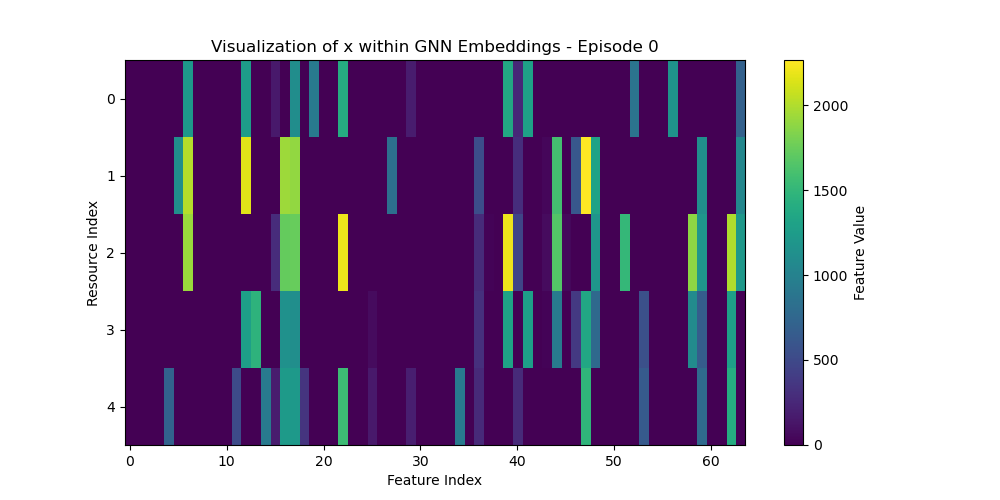 Visualization of x within GNN Embeddings - Episode 0
Resource Index
0
1
2
3
4
0 10 20 30 40 50 60
Feature Index
2000
1500
1000
500
0
Feature Value